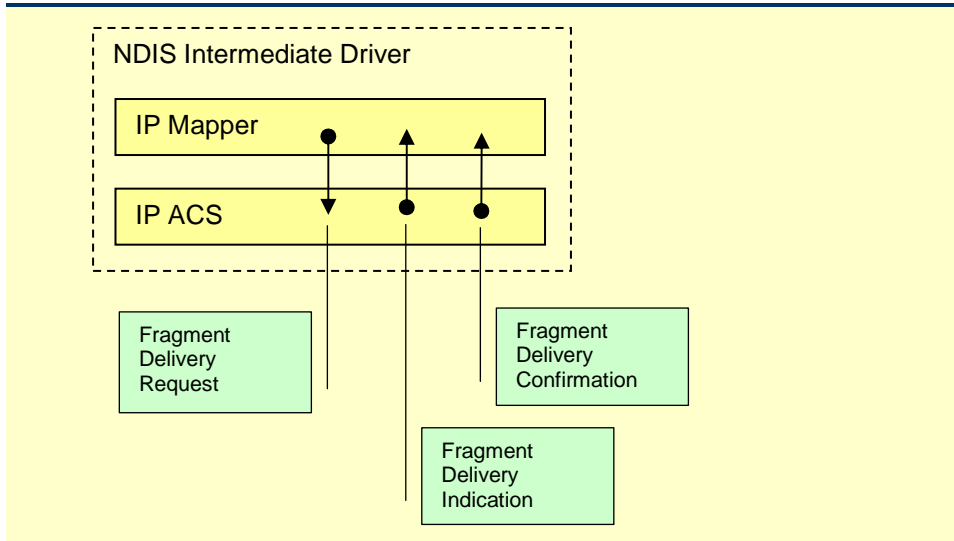 NDIS Intermediate Driver
IP Mapper
IP ACS
Fragment
Delivery
Request
Fragment
Delivery
Confirmation
Fragment
Delivery
Indication